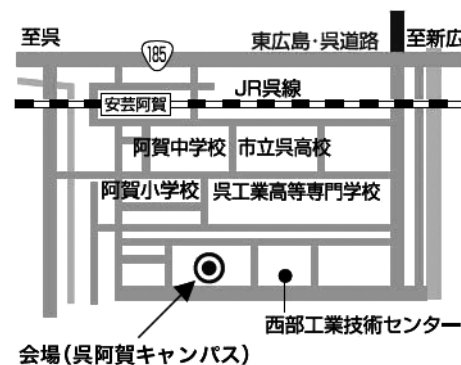 至呉
185
東広島・呉道路
至新広
JR呉線
安芸阿賀
阿賀中学校
市立呉高校
阿賀小学校
呉工業高等専門学校
西部工業技術センター
会場(呉阿賀キャンパス)